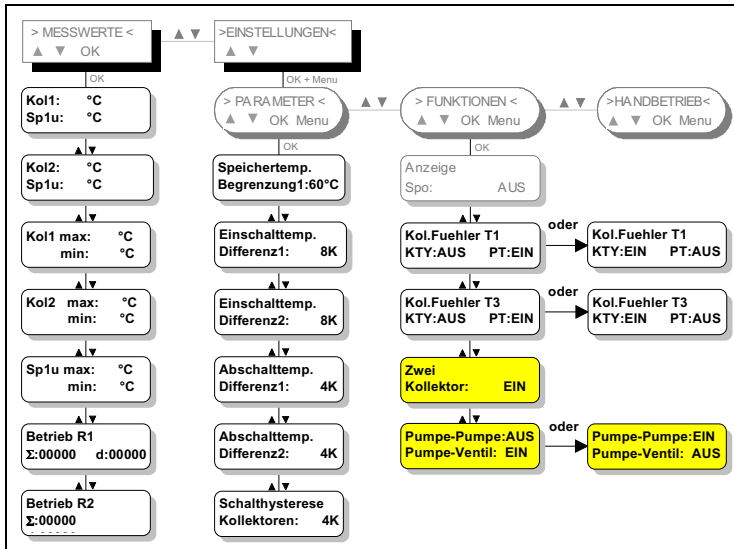 > MESSWERTE <
▲ ▼ OK
▲ ▼
>EINSTELLUNGEN<
▲ ▼
OK
OK + Menu
> PARAMETER <
▲ ▼ OK Menu
▲ ▼
> FUNKTIONEN <
▲ ▼ OK Menu
▲ ▼
>HANDBETRIEB<
▲ ▼ OK Menu
OK
OK
Kol1: °C
Sp1u: °C
▲ ▼
Kol2: °C
Sp1u: °C
▲ ▼
Kol1 max: °C
min: °C
▲ ▼
Kol2 max: °C
min: °C
▲ ▼
Sp1u max: °C
min: °C
▲ ▼
Betrieb R1
Σ:00000 d:00000
▲ ▼
Betrieb R2
Σ:00000
Speichertemp.
Begrenzung1:60°C
▲ ▼
Einschalttemp.
Differenz1: 8K
▲ ▼
Einschalttemp.
Differenz2: 8K
▲ ▼
Abschalttemp.
Differenz1: 4K
▲ ▼
Abschalttemp.
Differenz2: 4K
▲ ▼
Schalthysterese
Kollektoren: 4K
Anzeige
Spo: AUS
▲ ▼
Kol.Fuehler T1
KTY:AUS PT:EIN
oder
Kol.Fuehler T1
KTY:EIN PT:AUS
▲ ▼
Kol.Fuehler T3
KTY:AUS PT:EIN
oder
Kol.Fuehler T3
KTY:EIN PT:AUS
▲ ▼
Zwei
Kollektor: EIN
▲ ▼
Pumpe-Pumpe:AUS
Pumpe-Ventil: EIN
oder
Pumpe-Pumpe:EIN
Pumpe-Ventil: AUS